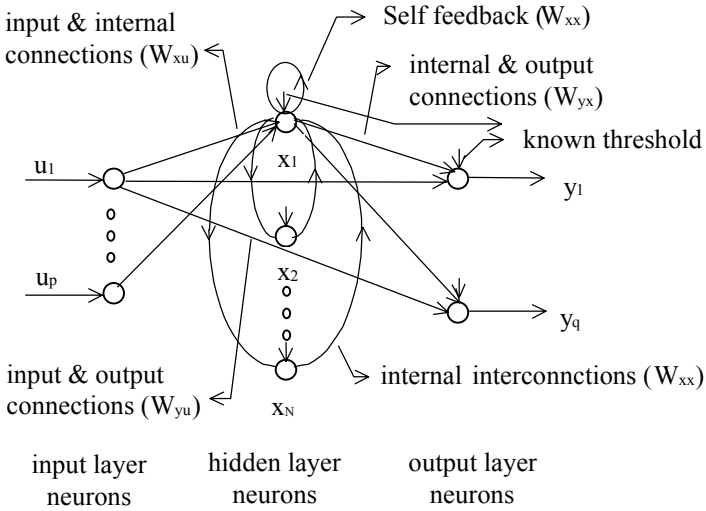 input & internal
connections (Wxu)
Self feedback (Wxx)
internal & output
connections (Wyx)
known threshold
u1
x1
y1
x2
up
yq
input & output
connections (Wyu)
xN
internal interconnctions (Wxx)
input layer
neurons
hidden layer
neurons
output layer
neurons